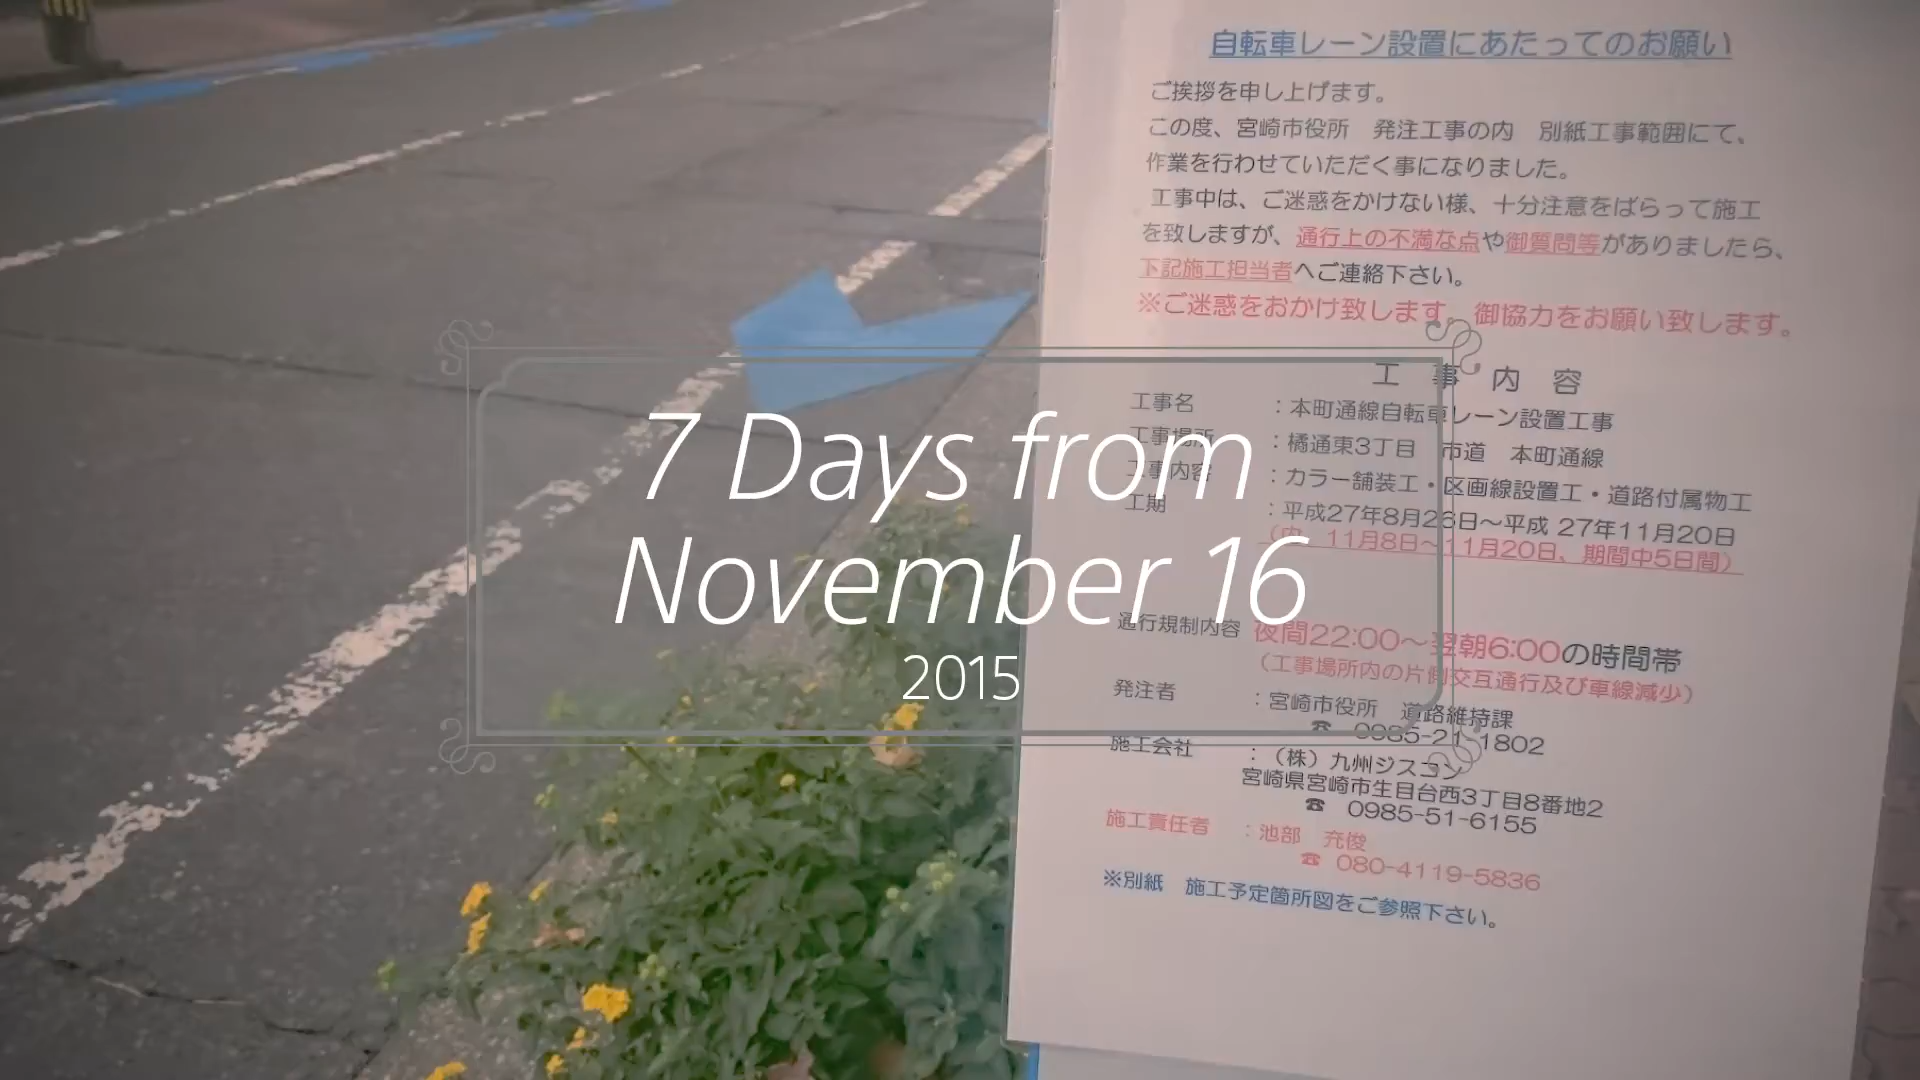 自転車レーン設置にあたってのお願い
ご挨拶を申し上げます。
この度、宮崎市役所　発注工事の内　別紙工事範囲にて、
作業を行わせていただく事になりました。
工事中は、ご迷惑をかけない様、十分注意をばらって施工
を致しますが、通行上の不満な点や御質問等がありましたら、
下記施工担当者へご連絡下さい。
※ご迷惑をおかけ致します。御協力をお願い致します。
工　事　内　容
工事名　：本町通線自転車レーン設置工事
工事場所　：橘通東3丁目　市道　本町通線
工事内容　：カラー舗装工・区画線設置工・道路付属物工
工期　：平成27年8月26日～平成 27年11月20日
（内、11月8日～11月20日、期間中5日間）
7 Days from
November 16
2015
通行規制内容　夜間22:00～翌朝6:00の時間帯
（工事場所内の片側交互通行及び車線減少）
発注者　：宮崎市役所　道路維持課
☎　0985-21-1802
施工会社　：（株）九州ジスコン
宮崎県宮崎市生目台西3丁目8番地2
☎　0985-51-6155
施工責任者　：池部　充俊
☎　080-4119-5836
※別紙　施工予定箇所図をご参照下さい。